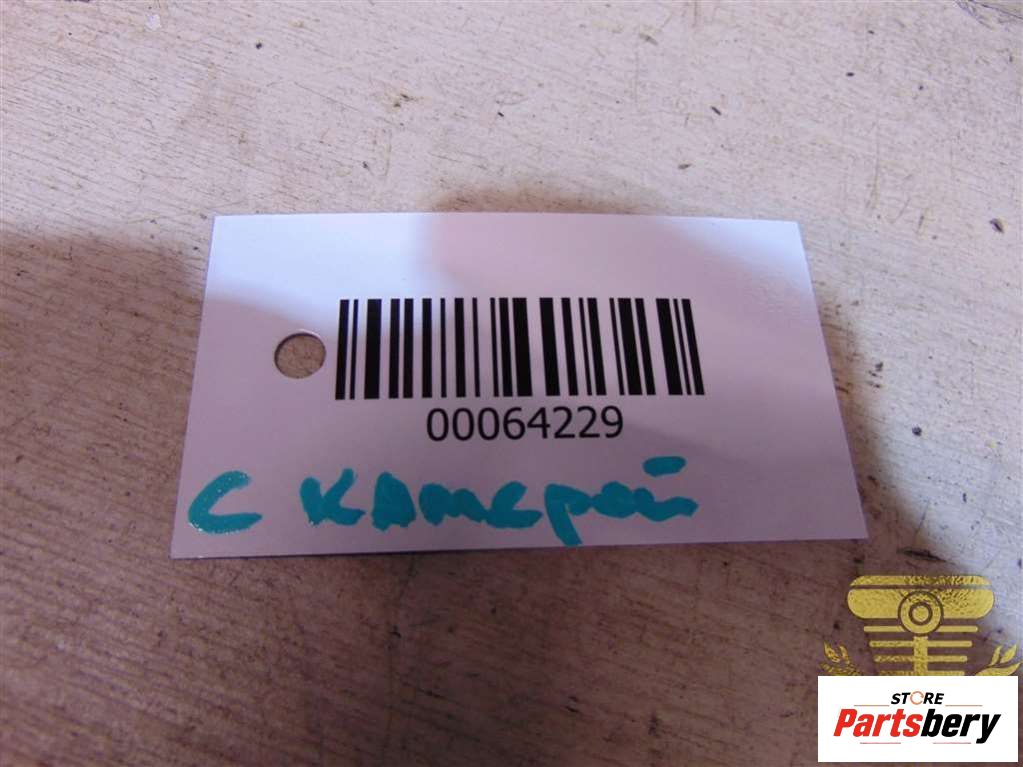 00064229
с камерой
STORE
Partsbery